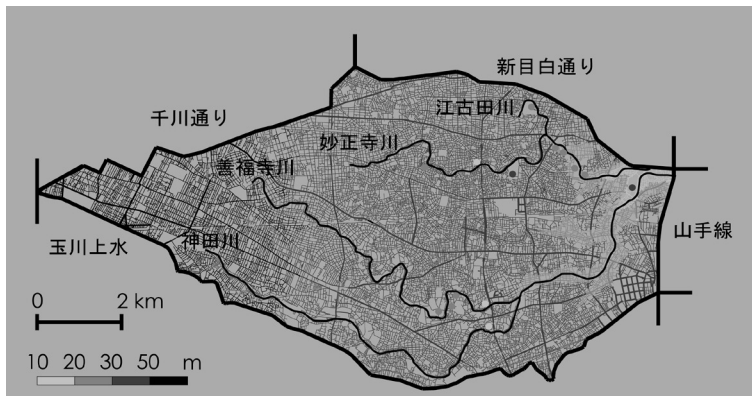 新目白通り
江古田川
千川通り
妙正寺川
善福寺川
山手線
神田川
玉川上水
0 2 km
10 20 30 50 m